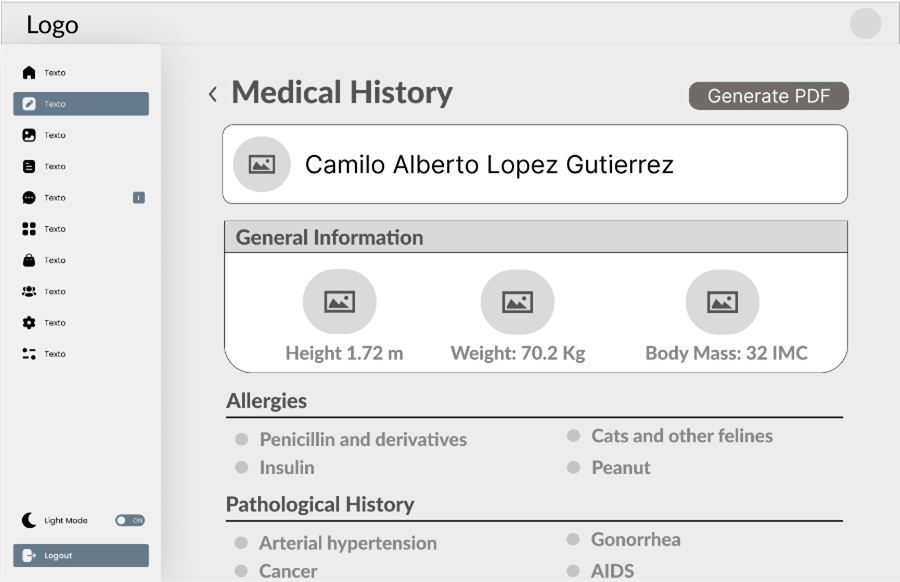 Logo
Texto
Texto
Texto
Texto
Texto
i
Texto
Texto
Texto
Texto
Texto
Light Mode
ON
Logout
Medical History
Generate PDF
Camilo Alberto Lopez Gutierrez
General Information
Height 1.72 m
Weight: 70.2 Kg
Body Mass: 32 IMC
Allergies
Penicillin and derivatives
Cats and other felines
Insulin
Peanut
Pathological History
Arterial hypertension
Gonorrhea
Cancer
AIDS